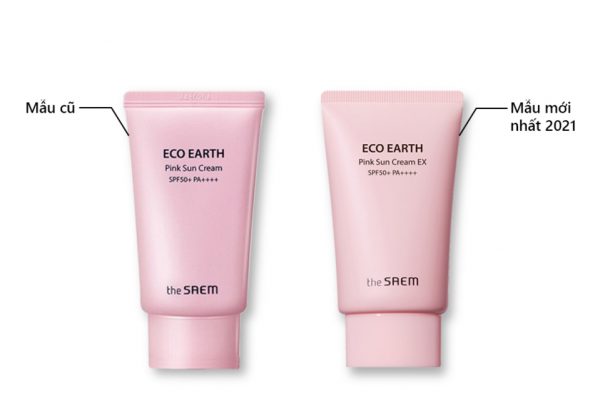 Mẫu cũ
ECO EARTH
Pink Sun Cream
SPF50+ PA++++
the SAEM
Mẫu mới
nhất 2021
ECO EARTH
Pink Sun Cream EX
SPF50+ PA++++
the SAEM